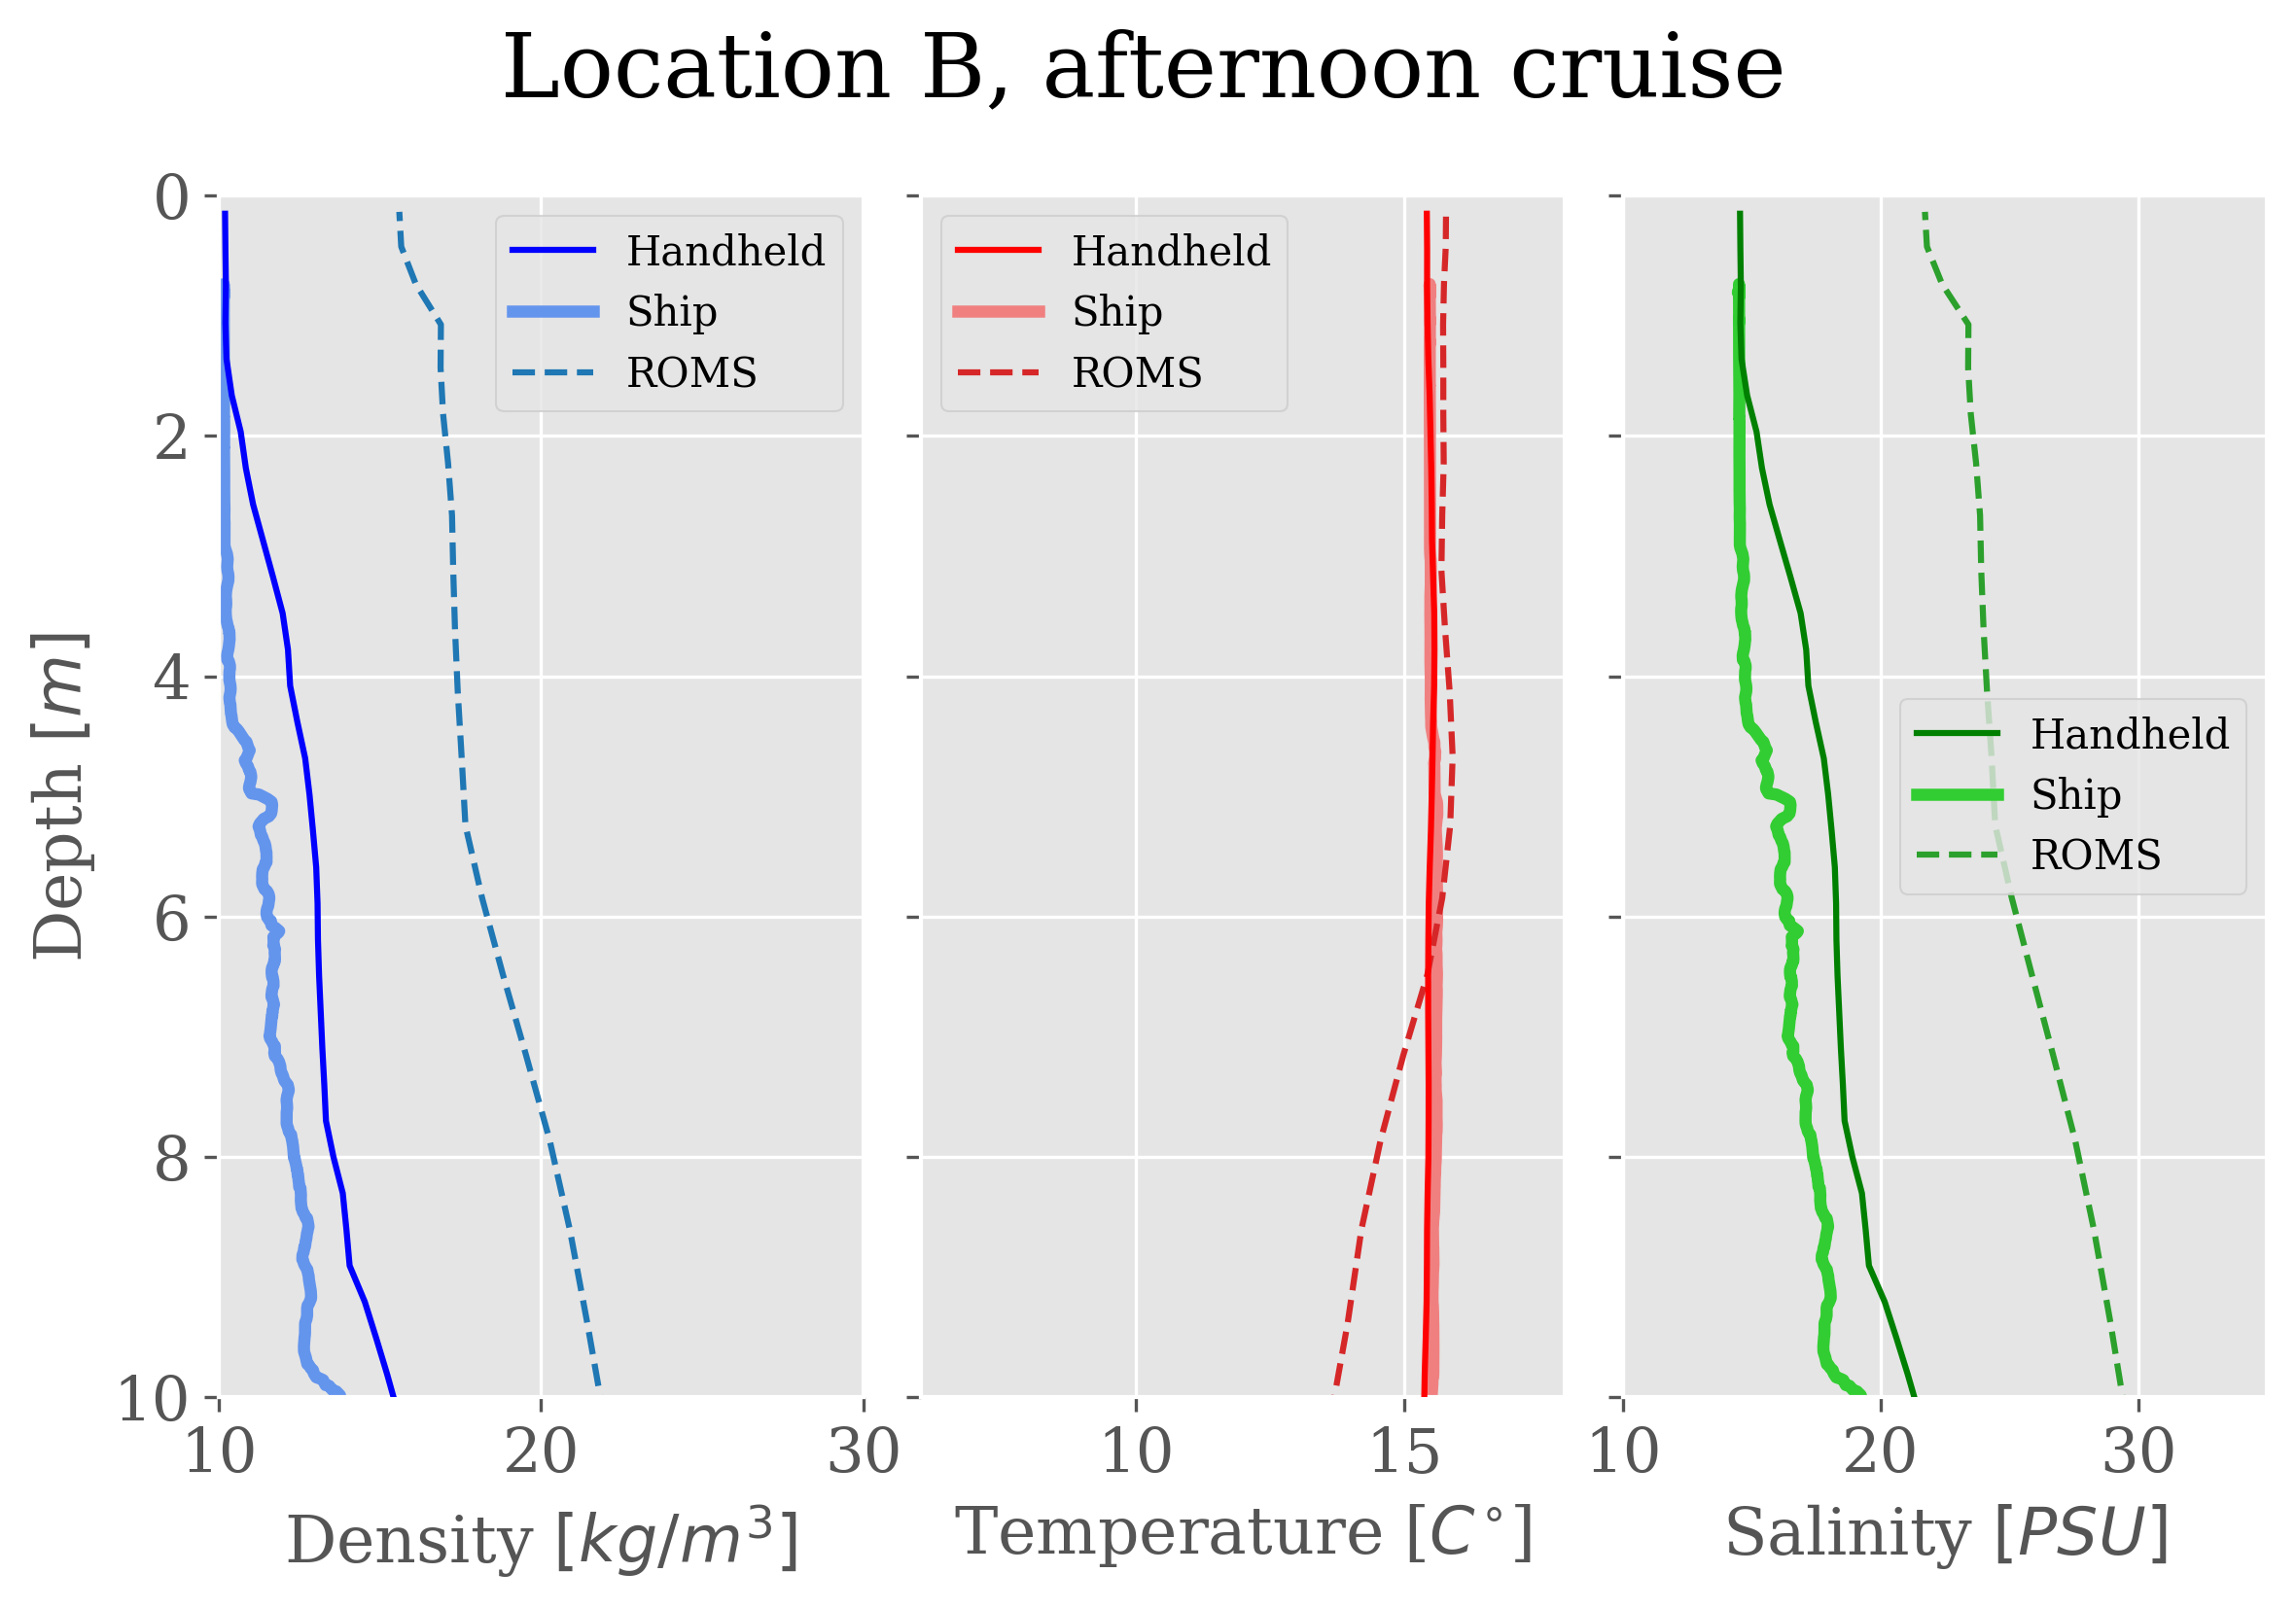 Location B, afternoon cruise
0
2
4
6
8
10
Depth [m]
Handheld
Ship
ROMS
10 20 30
Density [kg/m³]
Handheld
Ship
ROMS
10 15
Temperature [C°]
Handheld
Ship
ROMS
10 20 30
Salinity [PSU]